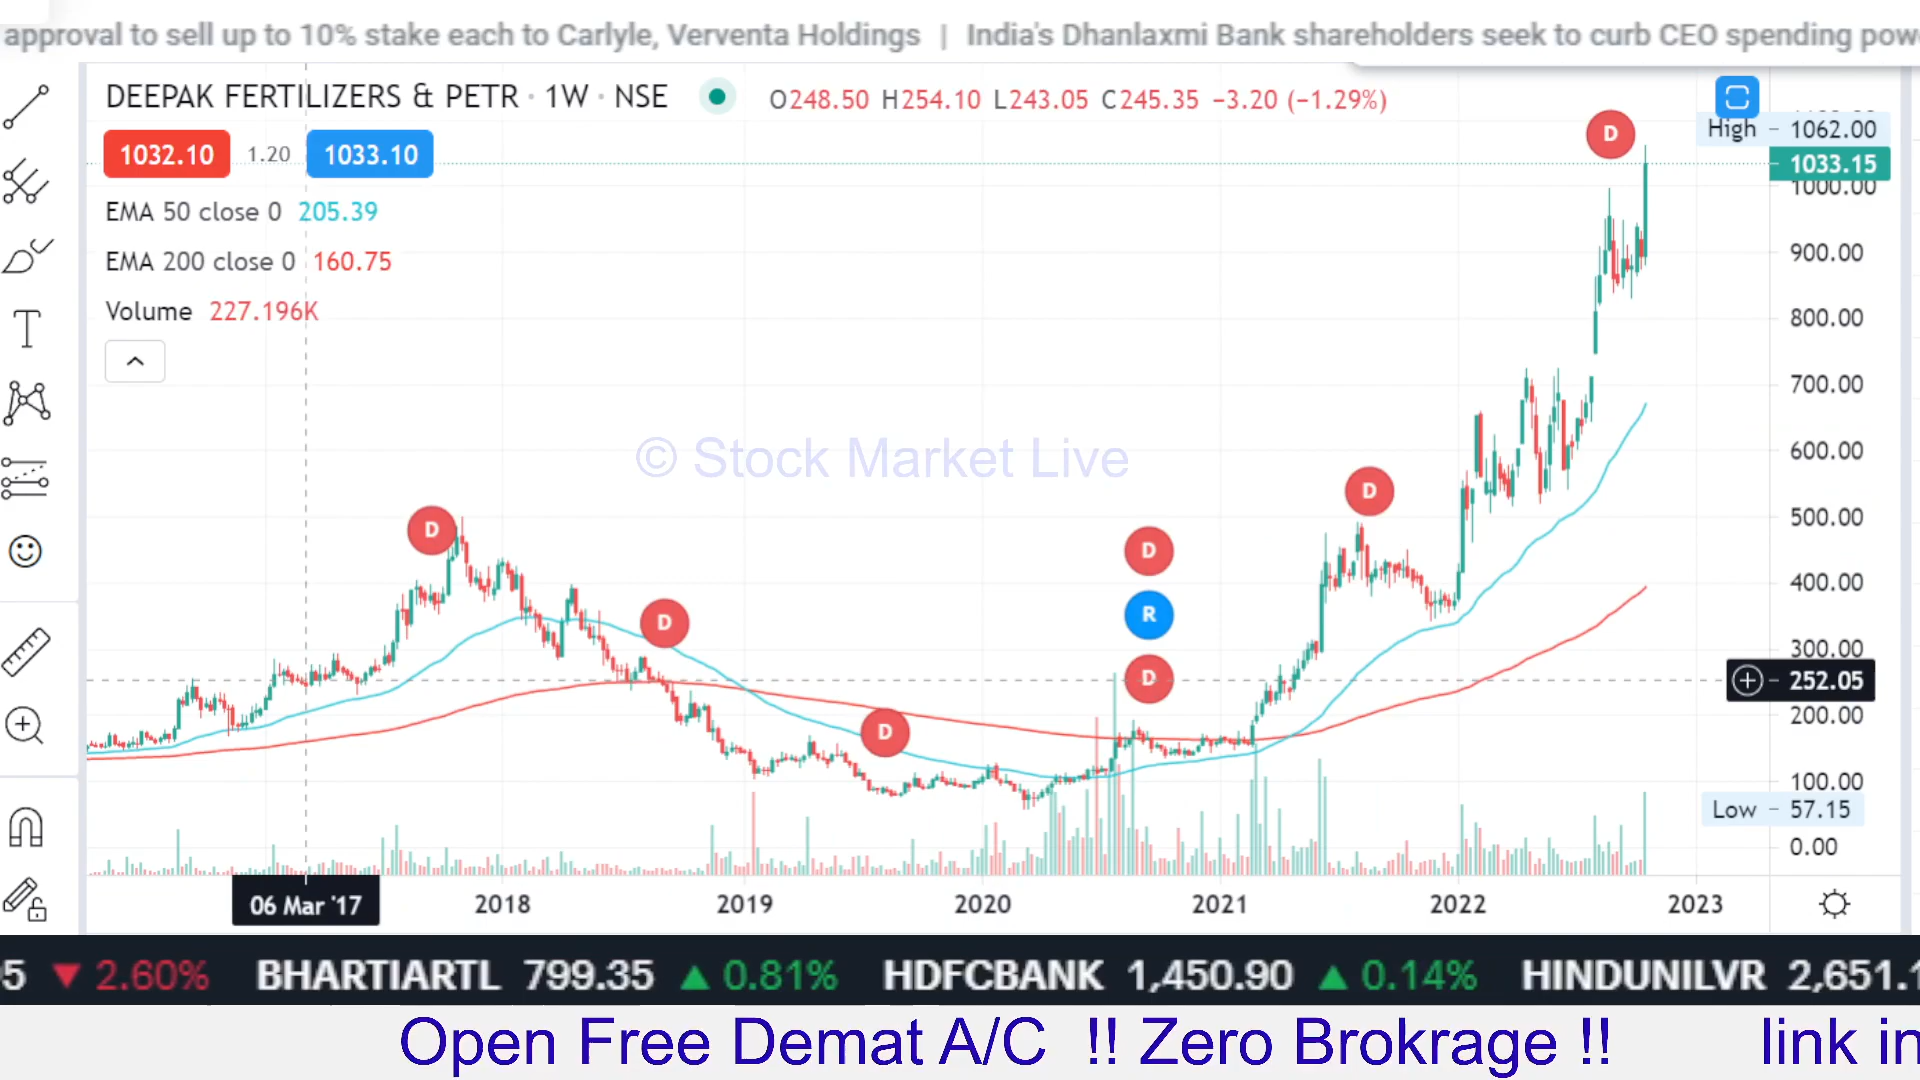 approval to sell up to 10% stake each to Carlyle, Verventa Holdings | India's Dhanlaxmi Bank shareholders seek to curb CEO spending
DEEPAK FERTILIZERS & PETR · 1W · NSE O248.50 H254.10 L243.05 C245.35 −3.20 (−1.29%)
1032.10 1.20 1033.10
EMA 50 close 0 205.39
EMA 200 close 0 160.75
Volume 227.196K
High 1062.00
1033.15
1000.00
900.00
800.00
700.00
600.00
500.00
400.00
300.00
252.05
200.00
100.00
Low 57.15
0.00
© Stock Market Live
D
D
D
D
R
D
D
D
06 Mar '17 2018 2019 2020 2021 2022 2023
2.60% BHARTIARTL 799.35 0.81% HDFCBANK 1,450.90 0.14% HINDUNILVR
Open Free Demat A/C !! Zero Brokrage !! link in